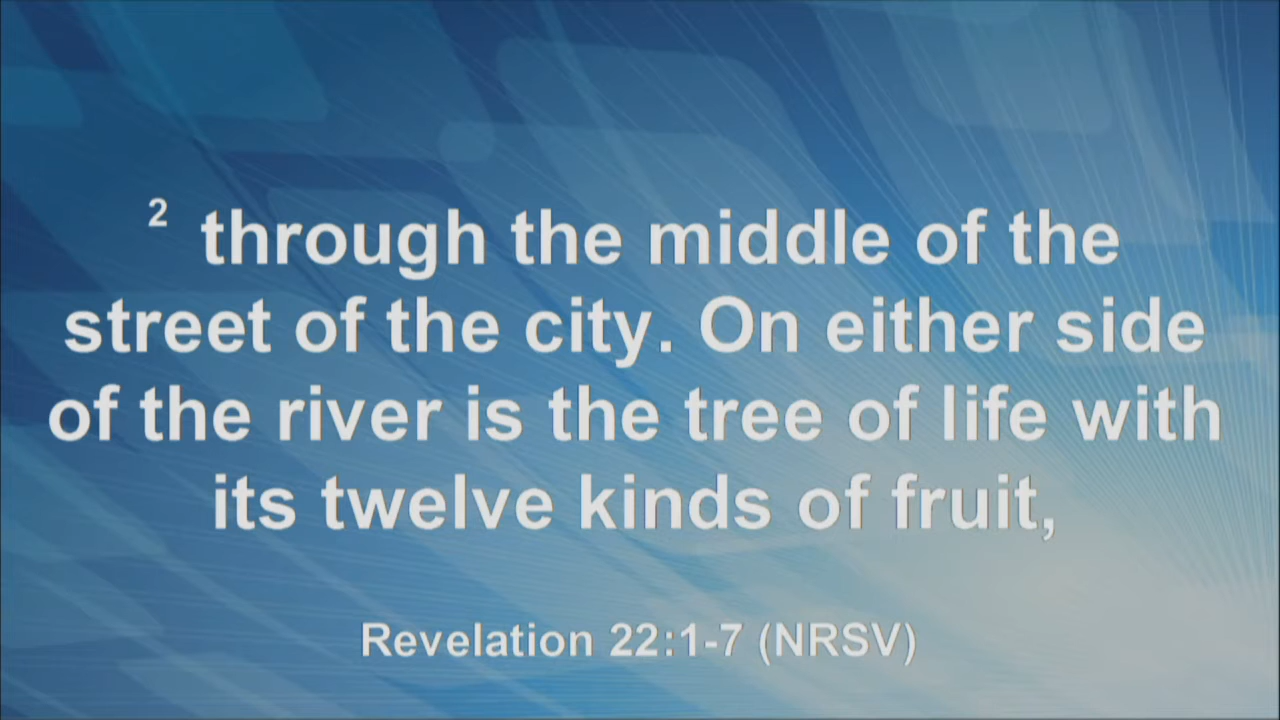 2 through the middle of the
street of the city. On either side
of the river is the tree of life with
its twelve kinds of fruit,
Revelation 22:1-7 (NRSV)